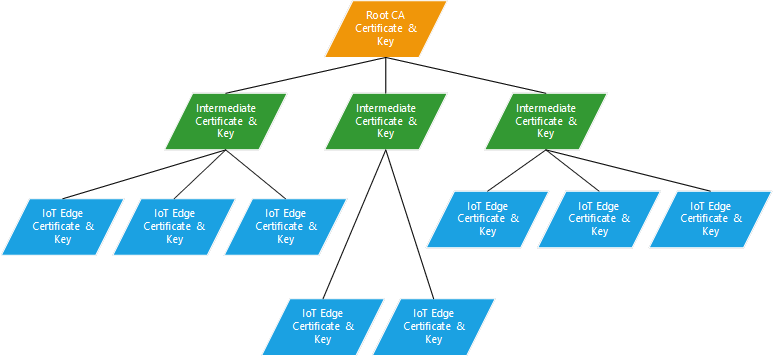 Root CA
Certificate &
Key
Intermediate
Certificate &
Key
Intermediate
Certificate &
Key
Intermediate
Certificate &
Key
IoT Edge
Certificate &
Key
IoT Edge
Certificate &
Key
IoT Edge
Certificate &
Key
IoT Edge
Certificate &
Key
IoT Edge
Certificate &
Key
IoT Edge
Certificate &
Key
IoT Edge
Certificate &
Key
IoT Edge
Certificate &
Key